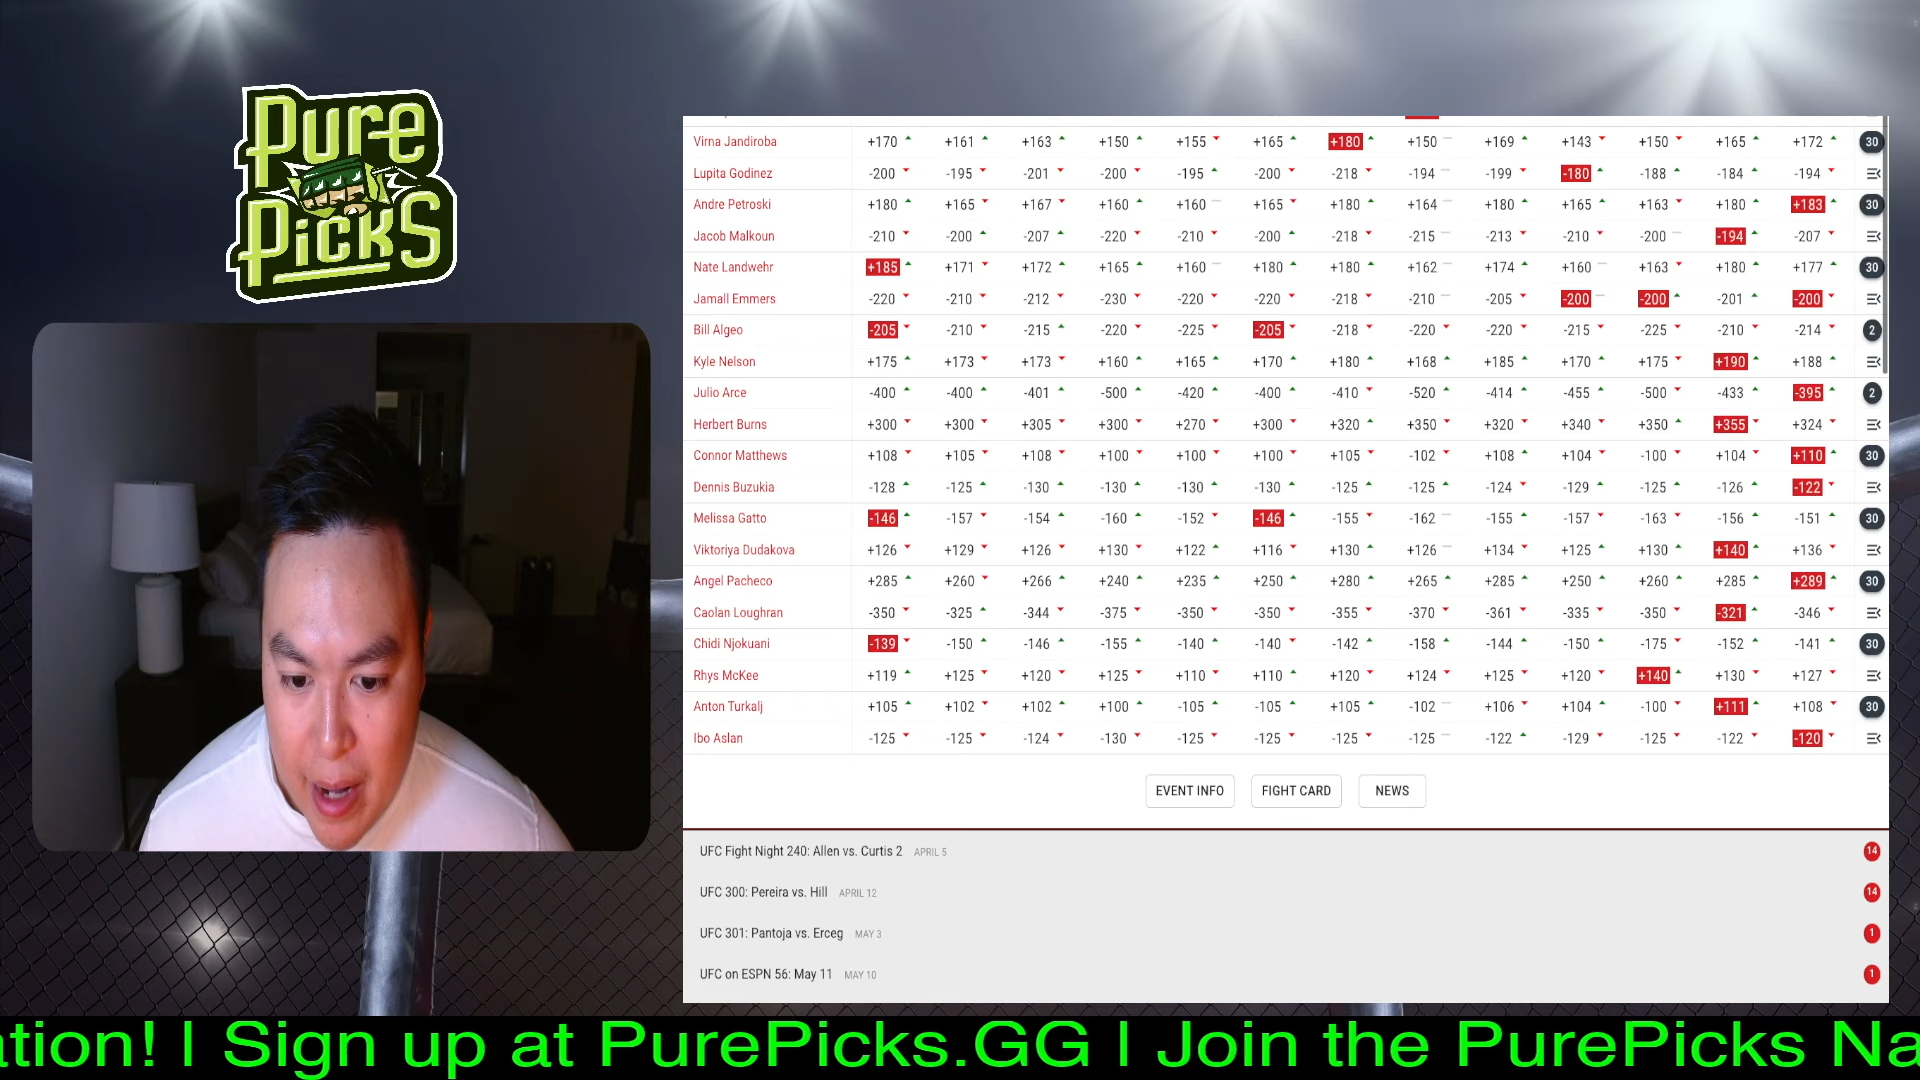 Pure
Picks
Virna Jandiroba +170 +161 +163 +150 +155 +165 +180 +150 +169 +143 +150 +165 +172 30
Lupita Godinez -200 -195 -201 -200 -195 -200 -218 -194 -199 -180 -188 -184 -194
Andre Petroski +180 +165 +167 +160 +160 +165 +180 +164 +180 +165 +163 +180 +183 30
Jacob Malkoun -210 -200 -207 -220 -210 -200 -218 -215 -213 -210 -200 -194 -207
Nate Landwehr +185 +171 +172 +165 +160 +180 +180 +162 +174 +160 +163 +180 +177 30
Jamall Emmers -220 -210 -212 -230 -220 -220 -218 -210 -205 -200 -200 -201 -200
Bill Algeo -205 -210 -215 -220 -225 -205 -218 -220 -220 -215 -225 -210 -214 2
Kyle Nelson +175 +173 +173 +160 +165 +170 +180 +168 +185 +170 +175 +190 +188
Julio Arce -400 -400 -401 -500 -420 -400 -410 -520 -414 -455 -500 -433 -395 2
Herbert Burns +300 +300 +305 +300 +270 +300 +320 +350 +320 +340 +350 +355 +324
Connor Matthews +108 +105 +108 +100 +100 +100 +105 -102 +108 +104 -100 +104 +110 30
Dennis Buzukia -128 -125 -130 -130 -130 -130 -125 -125 -124 -129 -125 -126 -122
Melissa Gatto -146 -157 -154 -160 -152 -146 -155 -162 -155 -157 -163 -156 -151 30
Viktoriya Dudakova +126 +129 +126 +130 +122 +116 +130 +126 +134 +125 +130 +140 +136
Angel Pacheco +285 +260 +266 +240 +235 +250 +280 +265 +285 +250 +260 +285 +289 30
Caolan Loughran -350 -325 -344 -375 -350 -350 -355 -370 -361 -335 -350 -321 -346
Chidi Njokuani -139 -150 -146 -155 -140 -140 -142 -158 -144 -150 -175 -152 -141 30
Rhys McKee +119 +125 +120 +125 +110 +110 +120 +124 +125 +120 +140 +130 +127
Anton Turkalj +105 +102 +102 +100 -105 -105 +105 -102 +106 +104 -100 +111 +108 30
Ibo Aslan -125 -125 -124 -130 -125 -125 -125 -125 -122 -129 -125 -122 -120
EVENT INFO FIGHT CARD NEWS
UFC Fight Night 240: Allen vs. Curtis 2 APRIL 5 14
UFC 300: Pereira vs. Hill APRIL 12 14
UFC 301: Pantoja vs. Erceg MAY 3 1
UFC on ESPN 56: May 11 MAY 10 1
ation! | Sign up at PurePicks.GG | Join the PurePicks Na